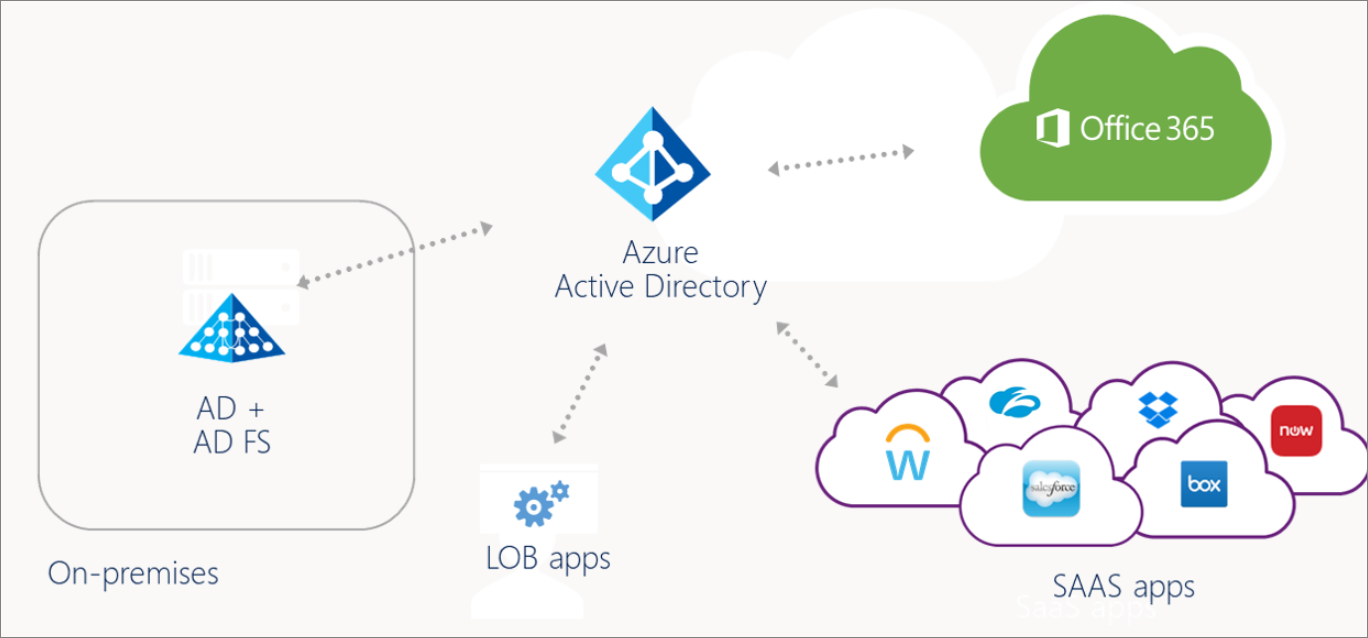 Office 365
Azure
Active Directory
AD +
AD FS
On-premises
LOB apps
W
salesforce
box
now
SAAS apps
SaaS apps